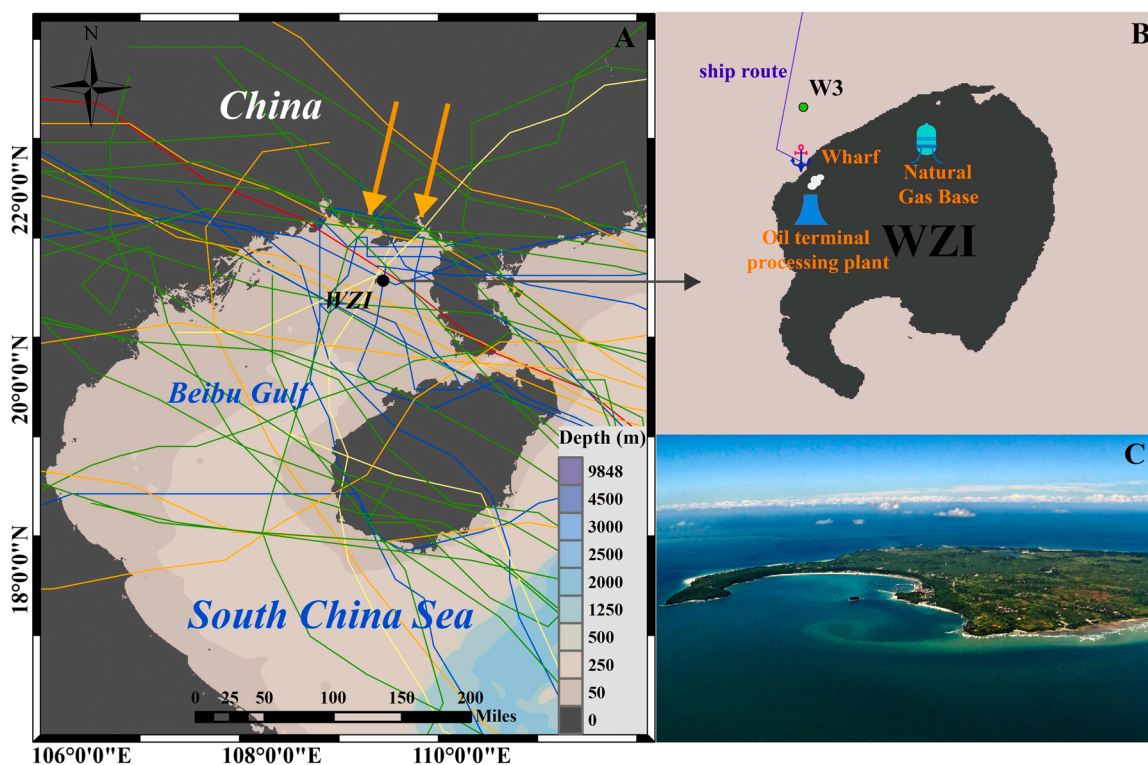 A
N
China
WZI
Beibu Gulf
South China Sea
Depth (m)
9848
4500
3000
2500
2000
1250
500
250
50
0
0 25 50 100 150 200
Miles
22°0'0"N
20°0'0"N
18°0'0"N
106°0'0"E 108°0'0"E 110°0'0"E
B
ship route
W3
Wharf
Natural
Gas Base
Oil terminal
processing plant
WZI
C